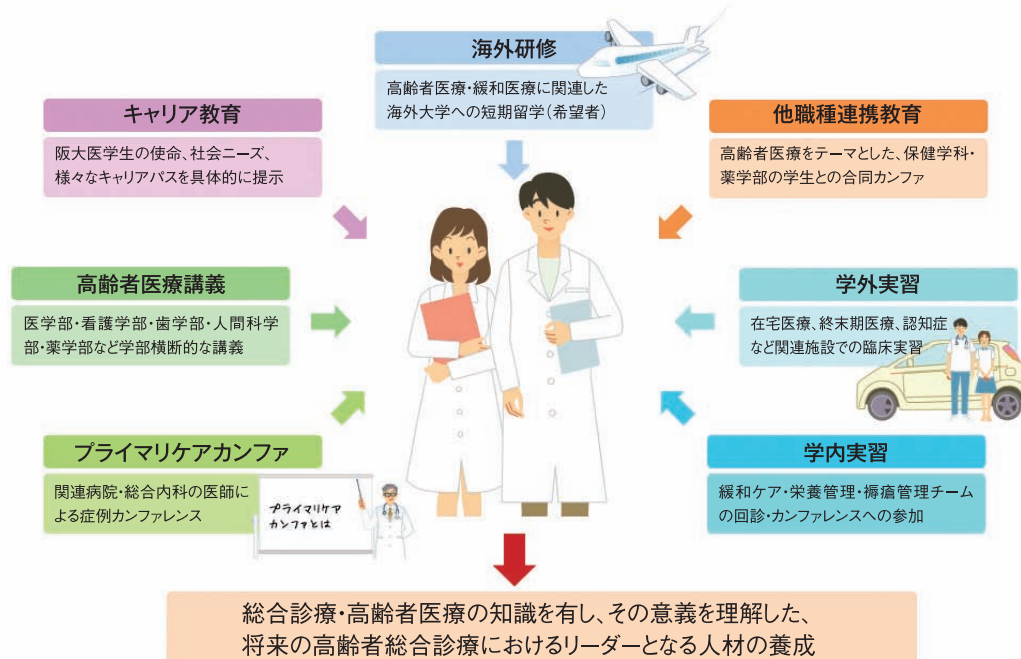 海外研修
高齢者医療・緩和医療に関連した
海外大学への短期留学(希望者)
キャリア教育
阪大医学生の使命、社会ニーズ、
様々なキャリアパスを具体的に提示
他職種連携教育
高齢者医療をテーマとした、保健学科・
薬学部の学生との合同カンファ
高齢者医療講義
医学部・看護学部・歯学部・人間科学
部・薬学部など学部横断的な講義
学外実習
在宅医療、終末期医療、認知症
など関連施設での臨床実習
プライマリケアカンファ
関連病院・総合内科の医師に
よる症例カンファレンス
プライマリケア
カンファとは
学内実習
緩和ケア・栄養管理・褥瘡管理チーム
の回診・カンファレンスへの参加
総合診療・高齢者医療の知識を有し、その意義を理解した、
将来の高齢者総合診療におけるリーダーとなる人材の養成